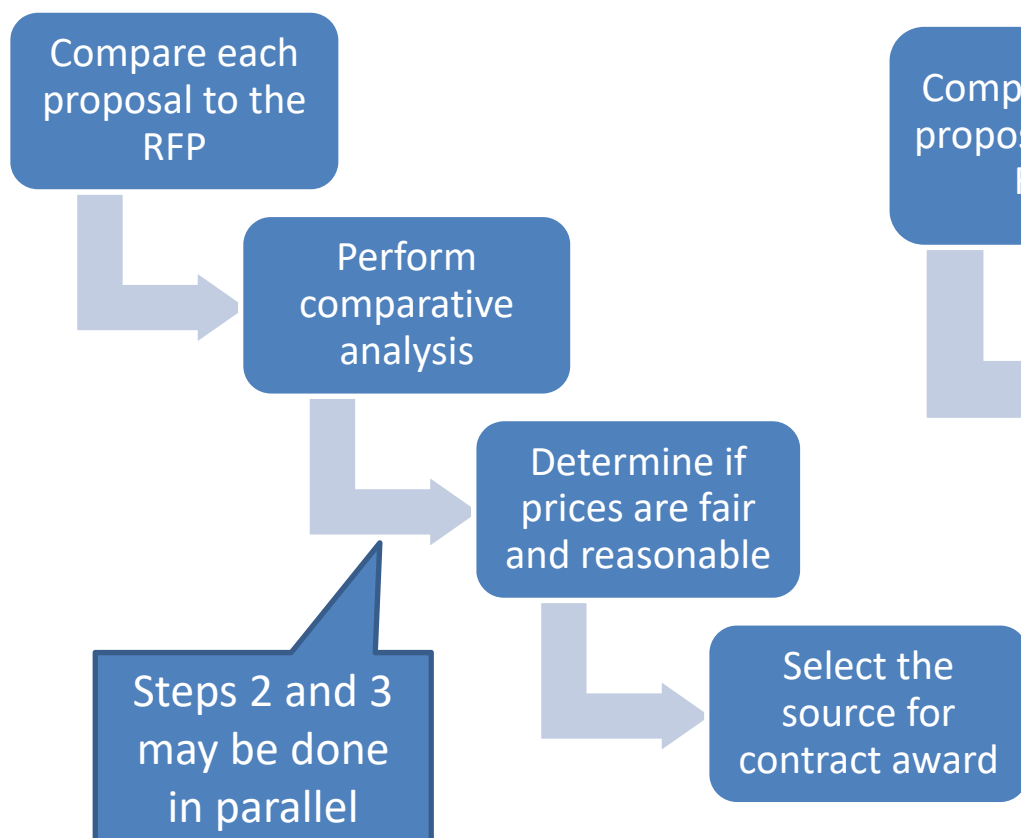 Compare each
proposal to the
RFP
Perform
comparative
analysis
Determine if
prices are fair
and reasonable
Select the
source for
contract award
Steps 2 and 3
may be done
in parallel